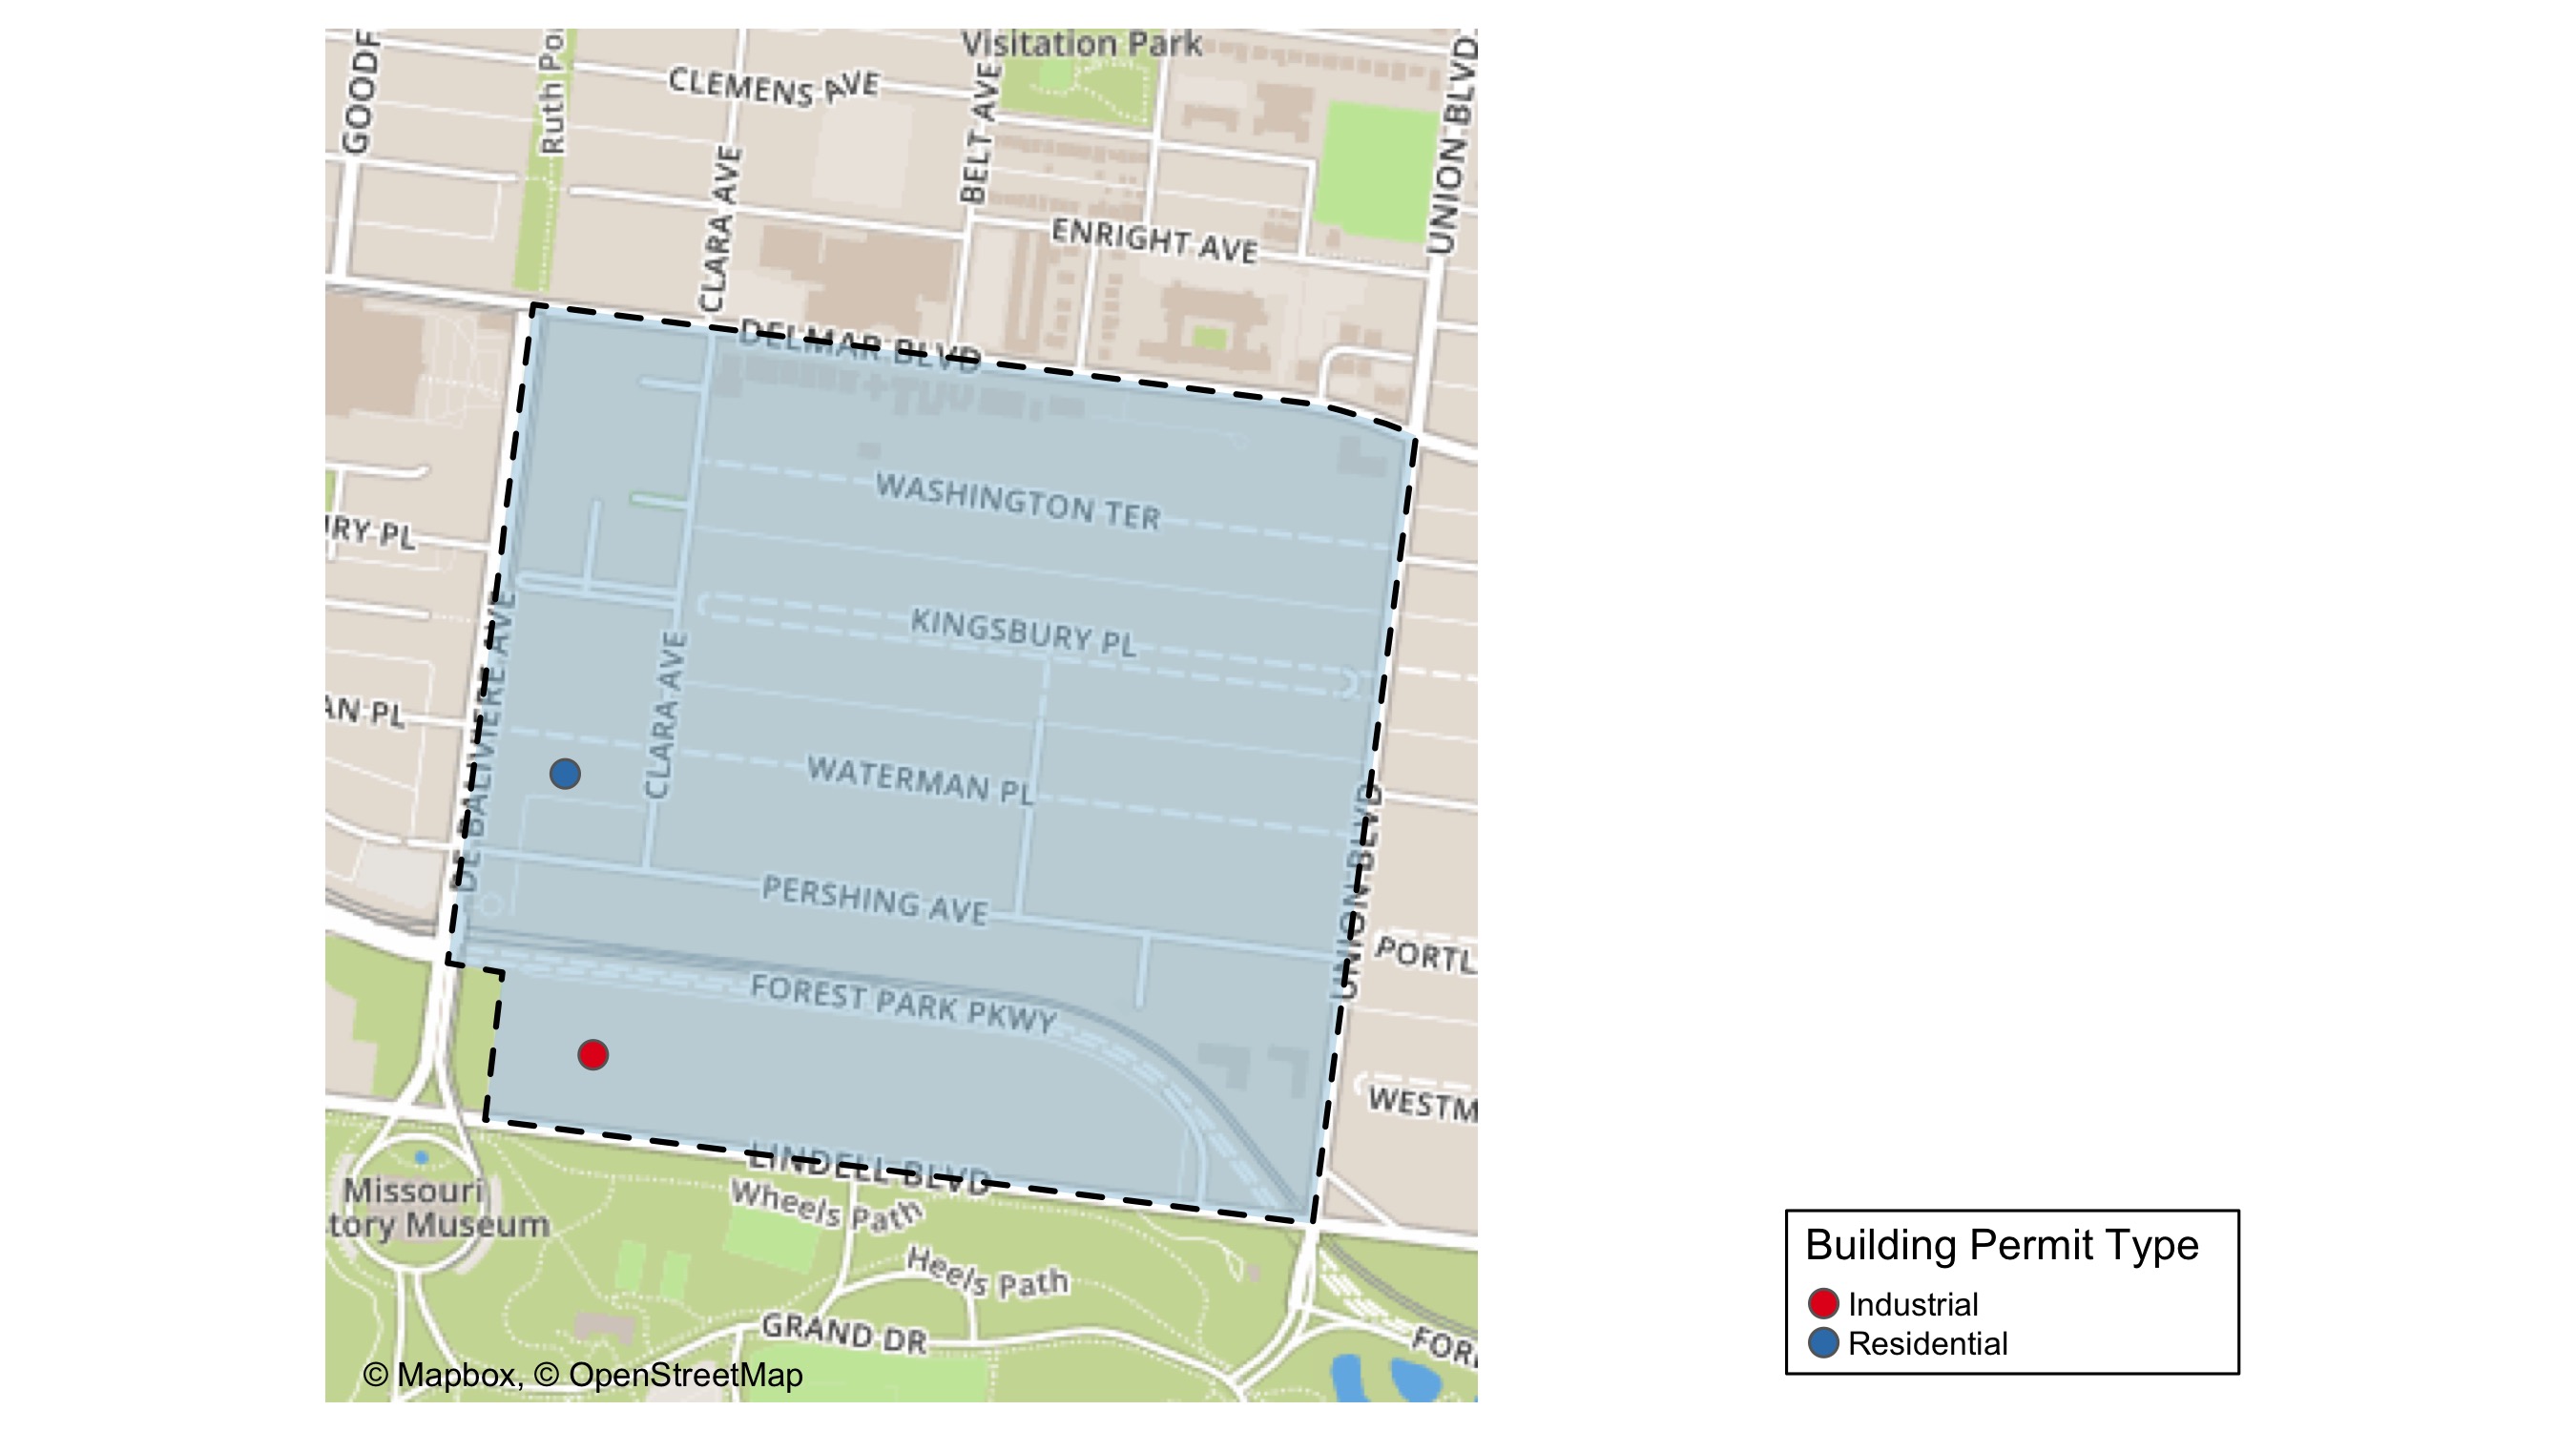 Visitation Park
GOODF
Ruth Po
CLEMENS AVE
BELT AVE
UNION BLVD
CLARA AVE
ENRIGHT AVE
DELMAR BLVD
WASHINGTON TER
URY PL
KINGSBURY PL
DE BALIVIERE AVE
CLARA AVE
AN PL
WATERMAN PL
UNION BLVD
PERSHING AVE
PORTL
FOREST PARK PKWY
WESTM
LINDELL BLVD
Missouri
tory Museum
Wheels Path
Heels Path
GRAND DR
FORE
© Mapbox, © OpenStreetMap
Building Permit Type
Industrial
Residential